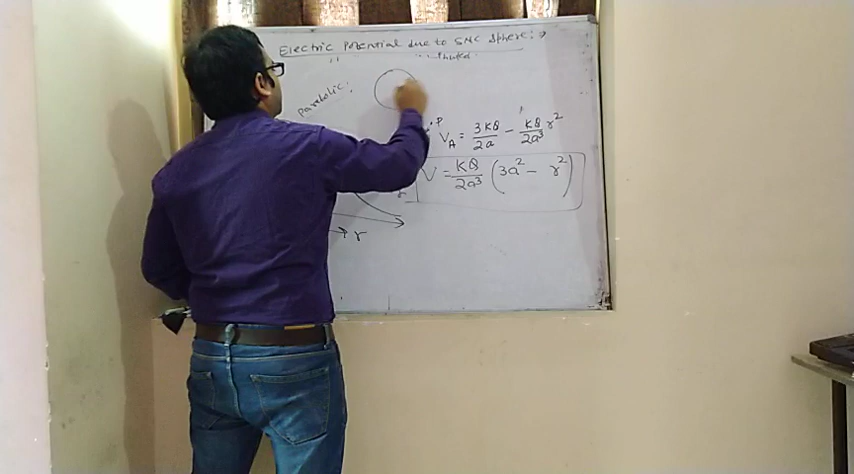 Electric Potential due to SNC Sphere:
Parabolic:
P
V_A = 3KQ/2a - KQ/2a³ r²
V = KQ/2a³ (3a² - r²)
r